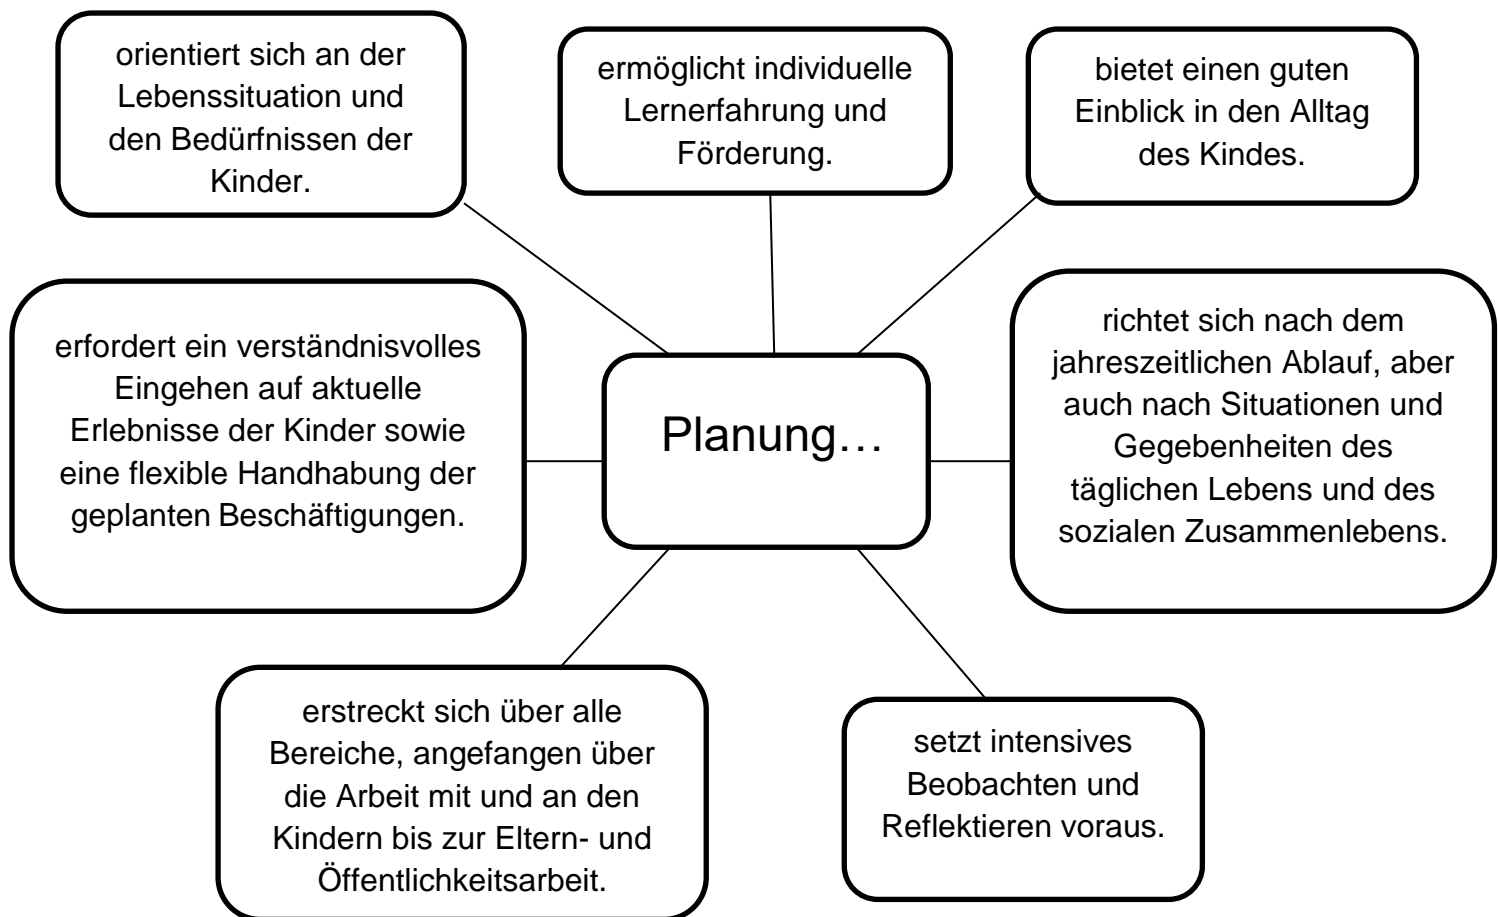 orientiert sich an der
Lebenssituation und
den Bedürfnissen der
Kinder.
ermöglicht individuelle
Lernerfahrung und
Förderung.
bietet einen guten
Einblick in den Alltag
des Kindes.
erfordert ein verständnisvolles
Eingehen auf aktuelle
Erlebnisse der Kinder sowie
eine flexible Handhabung der
geplanten Beschäftigungen.
Planung…
richtet sich nach dem
jahreszeitlichen Ablauf, aber
auch nach Situationen und
Gegebenheiten des
täglichen Lebens und des
sozialen Zusammenlebens.
erstreckt sich über alle
Bereiche, angefangen über
die Arbeit mit und an den
Kindern bis zur Eltern- und
Öffentlichkeitsarbeit.
setzt intensives
Beobachten und
Reflektieren voraus.